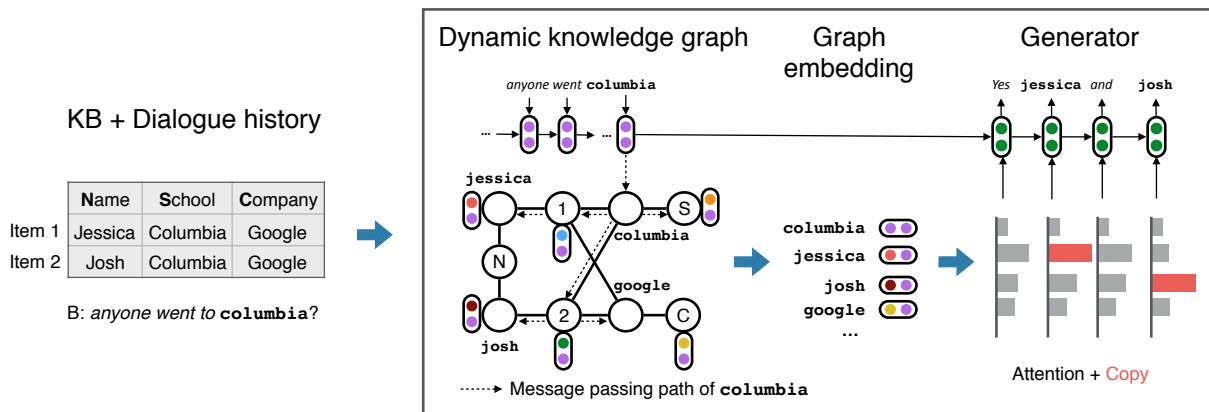 KB + Dialogue history
Name School Company
Item 1 Jessica Columbia Google
Item 2 Josh Columbia Google
B: anyone went to columbia?
Dynamic knowledge graph
anyone went columbia
... ...
jessica
1 S
columbia
N
google
2 C
josh
Message passing path of columbia
Graph
embedding
columbia
jessica
josh
google
...
Generator
Yes jessica and josh
Attention + Copy